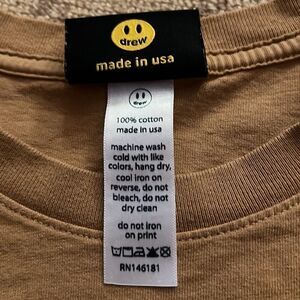 drew
made in usa
drew
100% cotton
made in usa
machine wash
cold with like
colors, hang dry,
cool iron on
reverse, do not
bleach, do not
dry clean
do not iron
on print
RN146181